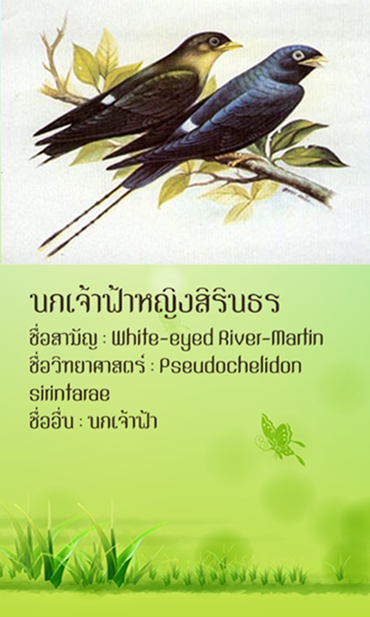 นกเจ้าฟ้าหญิงสิรินธร
ชื่อสามัญ : White-eyed River-Martin
ชื่อวิทยาศาสตร์ : Pseudochelidon
sirintarae
ชื่ออื่น : นกเจ้าฟ้า